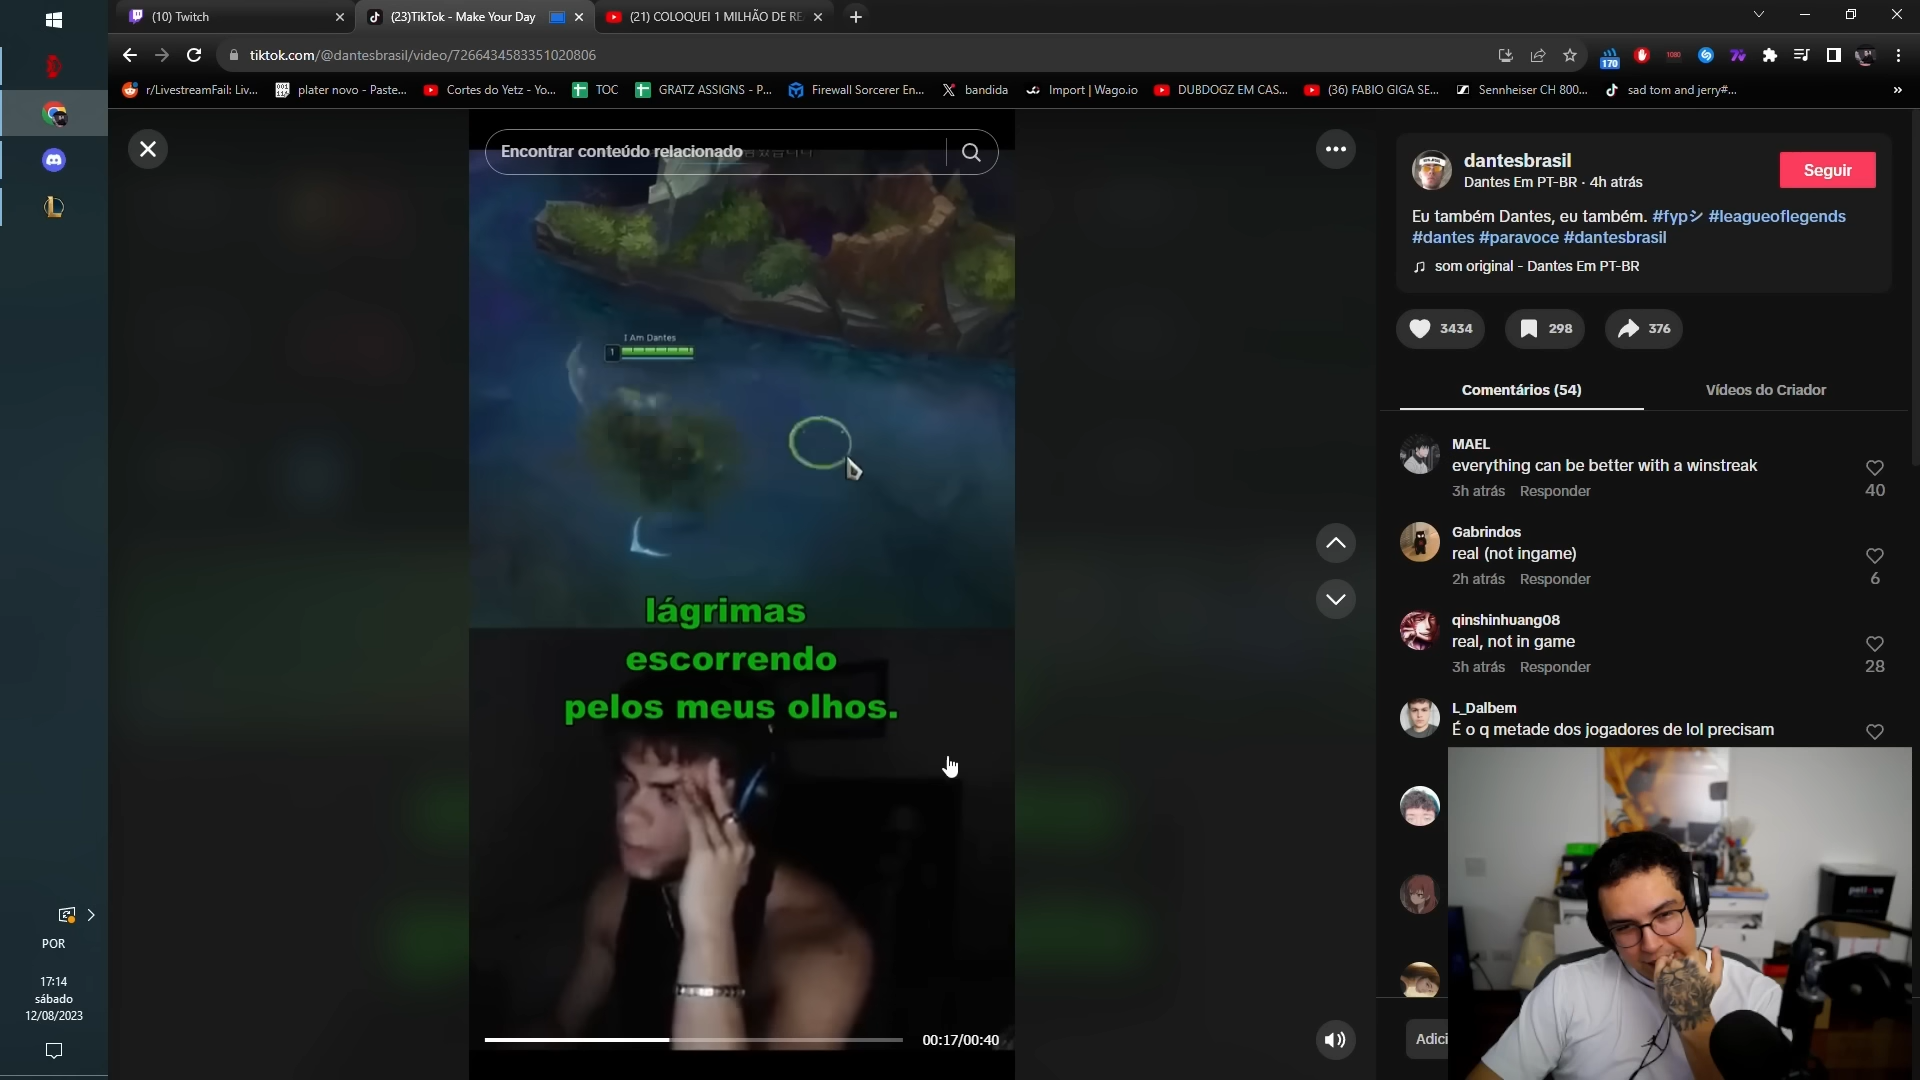 (10) Twitch
(23)TikTok - Make Your Day
(21) COLOQUEI 1 MILHÃO DE RE
tiktok.com/@dantesbrasil/video/7266434583351020806
170
1080
r/LivestreamFail: Liv...
plater novo - Paste...
Cortes do Yetz - Yo...
TOC
GRATZ ASSIGNS - P...
Firewall Sorcerer En...
bandida
Import | Wago.io
DUBDOGZ EM CAS...
(36) FABIO GIGA SE...
Sennheiser CH 800...
sad tom and jerry#...
»
Encontrar conteúdo relacionado
I Am Dantes
1
lágrimas
escorrendo
pelos meus olhos.
00:17/00:40
dantesbrasil
Dantes Em PT-BR · 4h atrás
Seguir
Eu também Dantes, eu também. #fypシ #leagueoflegends
#dantes #paravoce #dantesbrasil
som original - Dantes Em PT-BR
3434
298
376
Comentários (54)
Vídeos do Criador
MAEL
everything can be better with a winstreak
3h atrás Responder
40
Gabrindos
real (not ingame)
2h atrás Responder
6
qinshinhuang08
real, not in game
3h atrás Responder
28
L_Dalbem
É o q metade dos jogadores de lol precisam
Adici
POR
17:14
sábado
12/08/2023